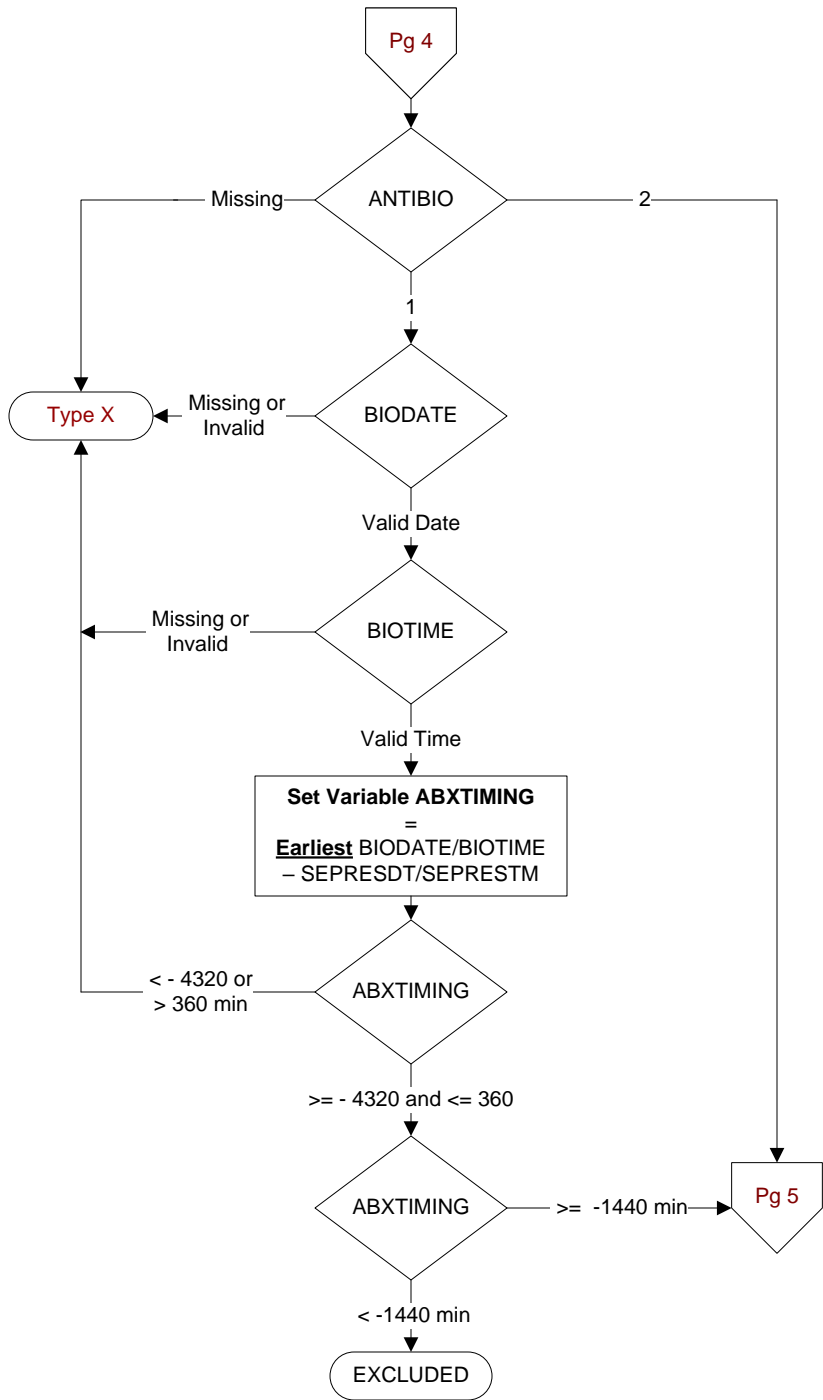 Pg 4
Missing
ANTIBIO
2
1
Missing or
Invalid
Type X
BIODATE
Valid Date
Missing or
Invalid
BIOTIME
Valid Time
Set Variable ABXTIMING
=
Earliest BIODATE/BIOTIME
– SEPRESDT/SEPRESTM
< - 4320 or
> 360 min
ABXTIMING
>= - 4320 and <= 360
ABXTIMING
>= -1440 min
Pg 5
< -1440 min
EXCLUDED